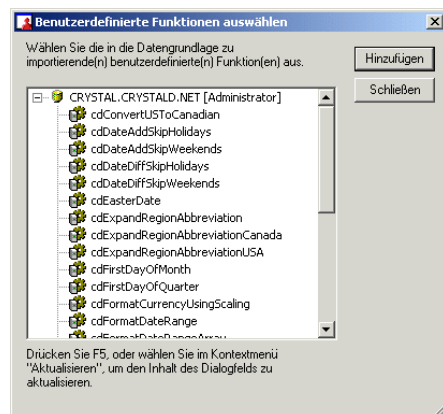 Benutzerdefinierte Funktionen auswählen
Wählen Sie die in die Datengrundlage zu
importierende(n) benutzerdefinierte(n) Funktion(en) aus.
Hinzufügen
Schließen
CRYSTAL.CRYSTALD.NET [Administrator]
cdConvertUSToCanadian
cdDateAddSkipHolidays
cdDateAddSkipWeekends
cdDateDiffSkipHolidays
cdDateDiffSkipWeekends
cdEasterDate
cdExpandRegionAbbreviation
cdExpandRegionAbbreviationCanada
cdExpandRegionAbbreviationUSA
cdFirstDayOfMonth
cdFirstDayOfQuarter
cdFormatCurrencyUsingScaling
cdFormatDateRange
cdFormatDateRangeArray
Drücken Sie F5, oder wählen Sie im Kontextmenü
"Aktualisieren", um den Inhalt des Dialogfelds zu
aktualisieren.